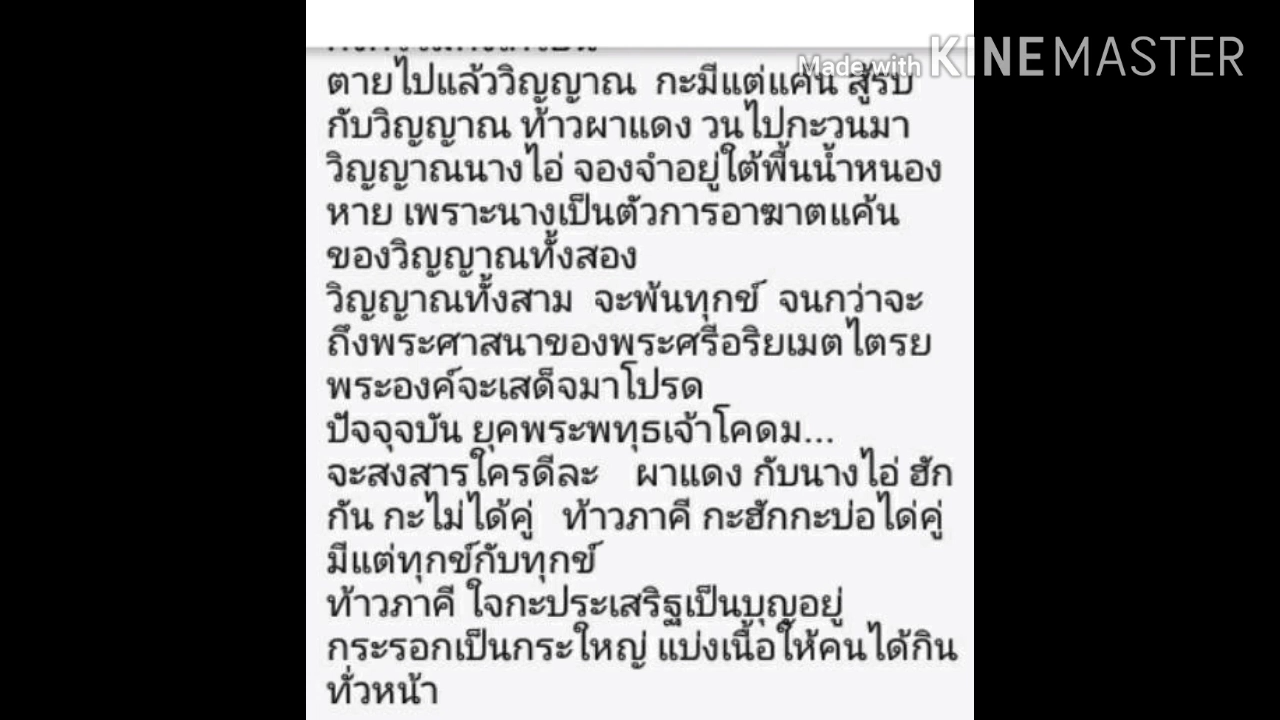 Made with KINEMASTER
ตายไปแล้ววิญญาณ กะมีแต่แค้น สู้รบ
กับวิญญาณ ท้าวผาแดง วนไปกะวนมา
วิญญาณนางไอ่ จองจำอยู่ใต้พื้นน้ำหนอง
หาย เพราะนางเป็นตัวการอาฆาตแค้น
ของวิญญาณทั้งสอง
วิญญาณทั้งสาม จะพ้นทุกข์ จนกว่าจะ
ถึงพระศาสนาของพระศรีอริยเมตไตรย
พระองค์จะเสด็จมาโปรด
ปัจจุจบัน ยุคพระพทุธเจ้าโคดม...
จะสงสารใครดีละ ผาแดง กับนางไอ่ ฮัก
กัน กะไม่ได้คู่ ท้าวภาคี กะฮักกะบ่อได่คู่
มีแต่ทุกข์กับทุกข์
ท้าวภาคี ใจกะประเสริฐเป็นบุญอยู่
กระรอกเป็นกระใหญ่ แบ่งเนื้อให้คนได้กิน
ทั่วหน้า